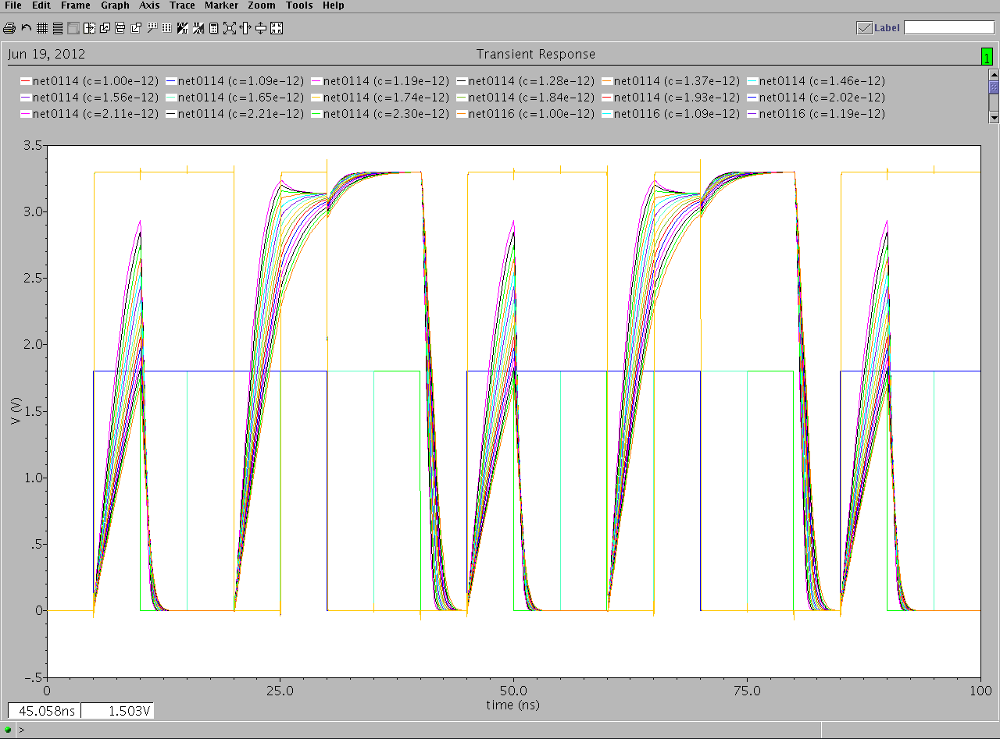 File Edit Frame Graph Axis Trace Marker Zoom Tools Help
Label
Jun 19, 2012 Transient Response 1
net0114 (c=1.00e-12) net0114 (c=1.09e-12) net0114 (c=1.19e-12) net0114 (c=1.28e-12) net0114 (c=1.37e-12) net0114 (c=1.46e-12)
net0114 (c=1.56e-12) net0114 (c=1.65e-12) net0114 (c=1.74e-12) net0114 (c=1.84e-12) net0114 (c=1.93e-12) net0114 (c=2.02e-12)
net0114 (c=2.11e-12) net0114 (c=2.21e-12) net0114 (c=2.30e-12) net0116 (c=1.00e-12) net0116 (c=1.09e-12) net0116 (c=1.19e-12)
3.5
3.0
2.5
2.0
V (V)
1.5
1.0
.5
0
-.5
0 25.0 50.0 75.0 100
time (ns)
45.058ns 1.503V
>